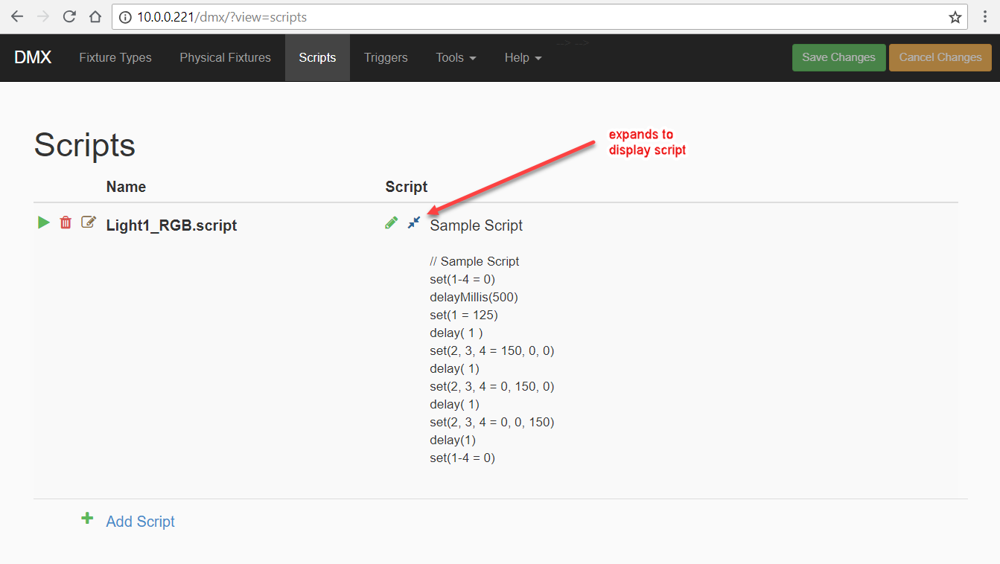 10.0.0.221/dmx/?view=scripts
DMX Fixture Types Physical Fixtures Scripts Triggers Tools Help --> --> Save Changes Cancel Changes
Scripts
expands to
display script
Name Script
Light1_RGB.script Sample Script
// Sample Script
set(1-4 = 0)
delayMillis(500)
set(1 = 125)
delay( 1 )
set(2, 3, 4 = 150, 0, 0)
delay( 1)
set(2, 3, 4 = 0, 150, 0)
delay( 1)
set(2, 3, 4 = 0, 0, 150)
delay(1)
set(1-4 = 0)
Add Script